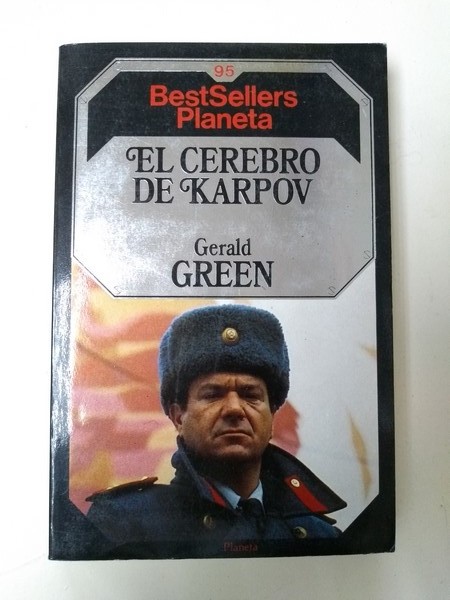 95
BestSellers
Planeta
EL CEREBRO
DE KARPOV
Gerald
GREEN
Planeta